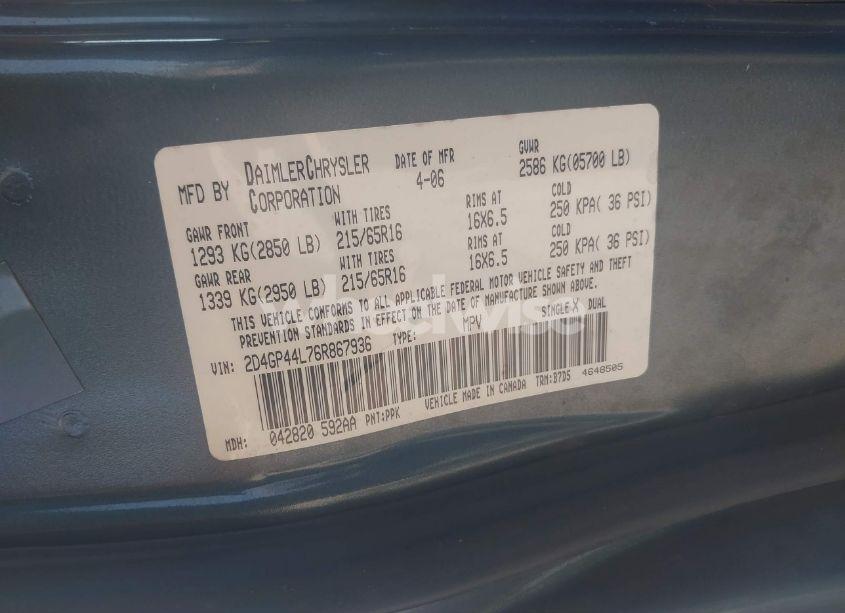 MFD BY DAIMLERCHRYSLER CORPORATION DATE OF MFR 4-06 GVWR 2586 KG(05700 LB)
GAWR FRONT WITH TIRES RIMS AT COLD
1293 KG(2850 LB) 215/65R16 16X6.5 250 KPA( 36 PSI)
GAWR REAR WITH TIRES RIMS AT COLD
1339 KG(2950 LB) 215/65R16 16X6.5 250 KPA( 36 PSI)
THIS VEHICLE CONFORMS TO ALL APPLICABLE FEDERAL MOTOR VEHICLE SAFETY AND THEFT
PREVENTION STANDARDS IN EFFECT ON THE DATE OF MANUFACTURE SHOWN ABOVE.
VIN: 2D4GP44L76R867936 TYPE: MPV SINGLE X DUAL
MDH: 042820 592AA PNT:PPK VEHICLE MADE IN CANADA TRM:B7D5 4648505
wheelwise